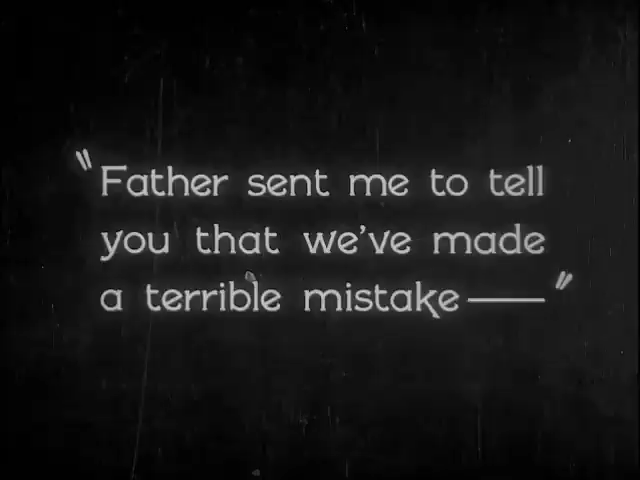 "Father sent me to tell
you that we've made
a terrible mistake——"